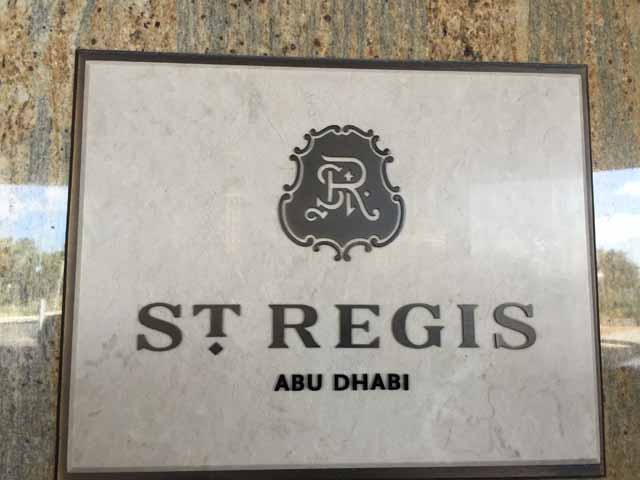 SR
ST. REGIS
ABU DHABI